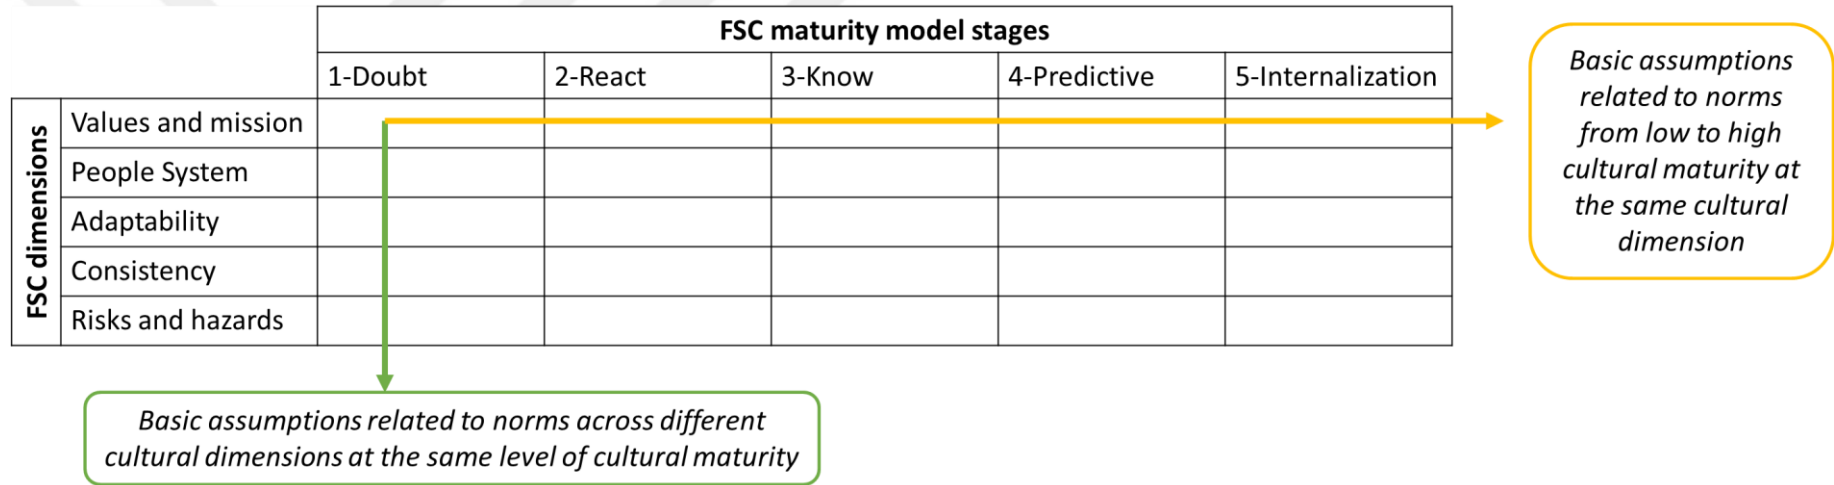 FSC maturity model stages
1-Doubt 2-React 3-Know 4-Predictive 5-Internalization
FSC dimensions
Values and mission
People System
Adaptability
Consistency
Risks and hazards
Basic assumptions
related to norms
from low to high
cultural maturity at
the same cultural
dimension
Basic assumptions related to norms across different
cultural dimensions at the same level of cultural maturity